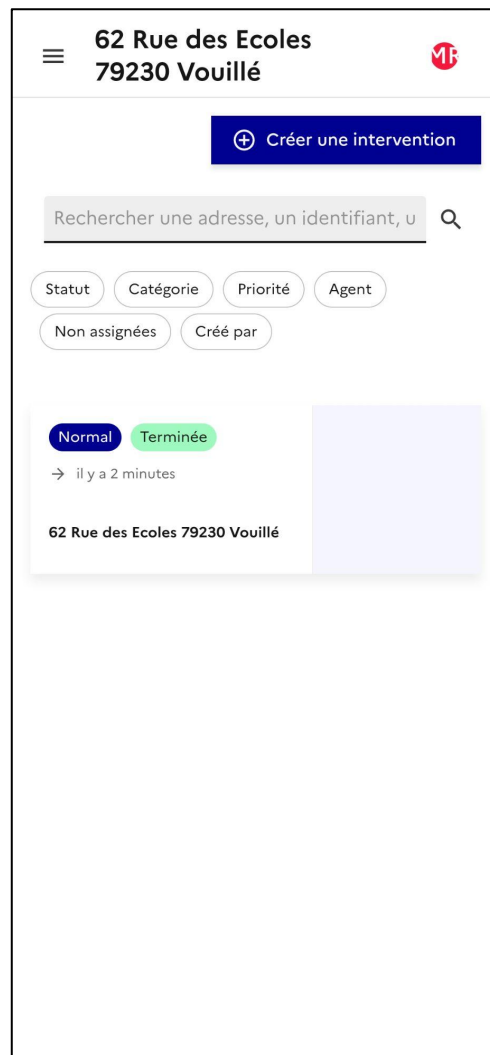 62 Rue des Ecoles
79230 Vouillé
MR
Créer une intervention
Rechercher une adresse, un identifiant, u
Statut
Catégorie
Priorité
Agent
Non assignées
Créé par
Normal
Terminée
il y a 2 minutes
62 Rue des Ecoles 79230 Vouillé